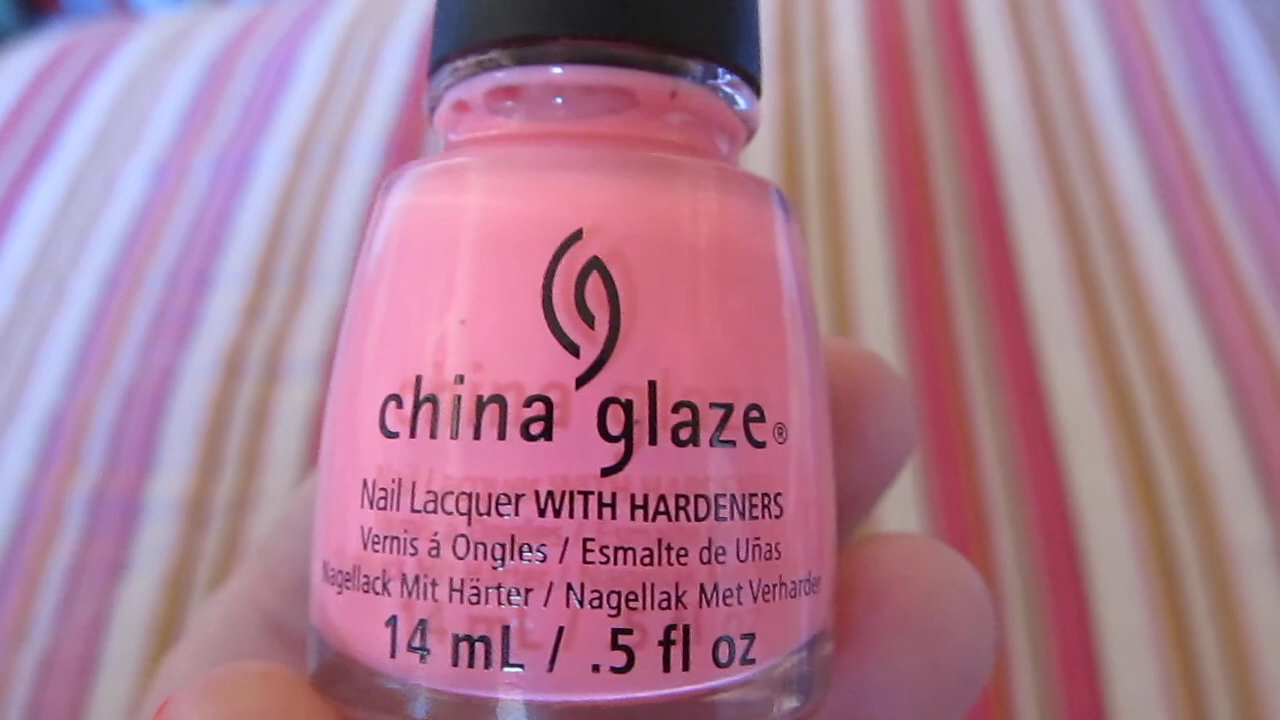 china glaze®
Nail Lacquer WITH HARDENERS
Vernis á Ongles / Esmalte de Uñas
Nagellack Mit Härter / Nagellak Met Verharder
14 mL / .5 fl oz